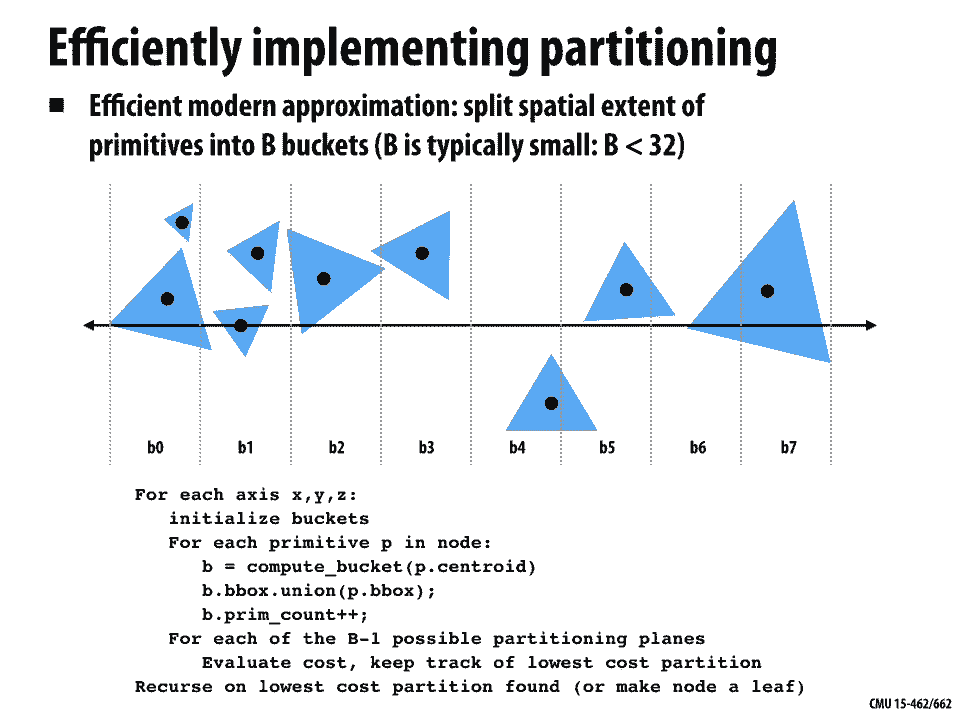 Efficiently implementing partitioning
■ Efficient modern approximation: split spatial extent of
primitives into B buckets (B is typically small: B < 32)
b0 b1 b2 b3 b4 b5 b6 b7
For each axis x,y,z:
initialize buckets
For each primitive p in node:
b = compute_bucket(p.centroid)
b.bbox.union(p.bbox);
b.prim_count++;
For each of the B-1 possible partitioning planes
Evaluate cost, keep track of lowest cost partition
Recurse on lowest cost partition found (or make node a leaf)
CMU 15-462/662